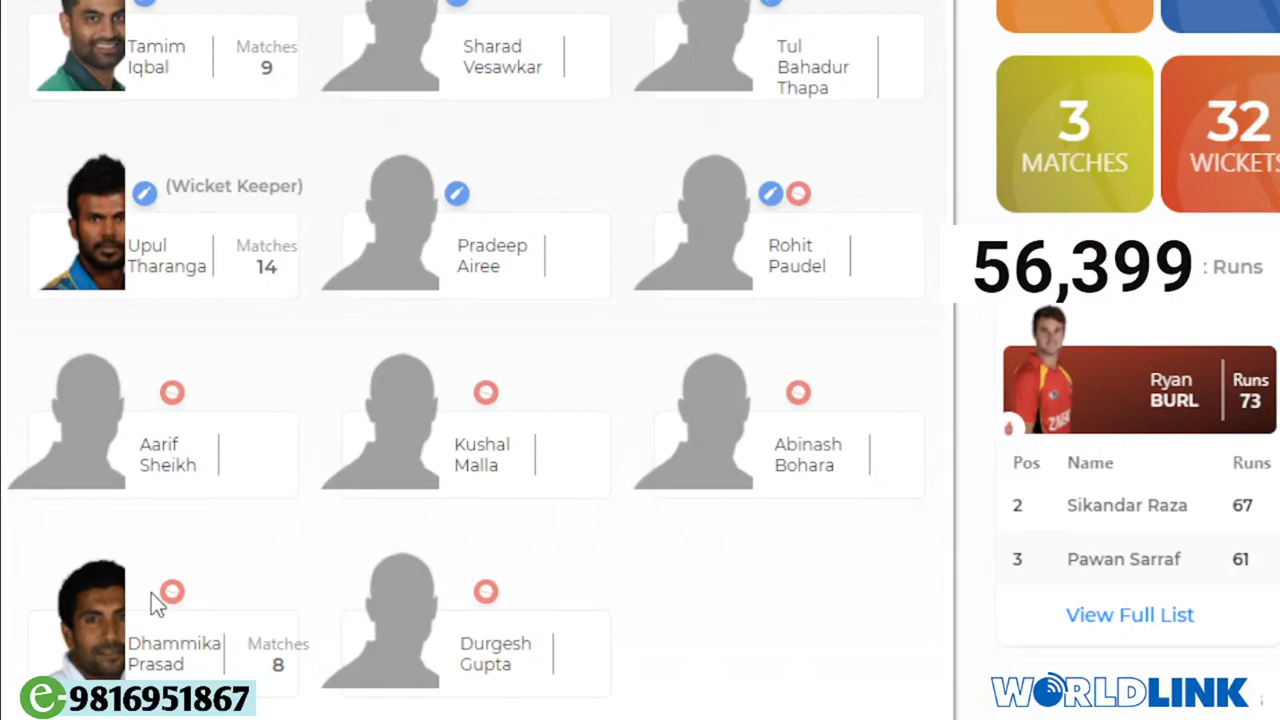 Tamim
Iqbal
Matches
9
Sharad
Vesawkar
Tul
Bahadur
Thapa
3
MATCHES
32
WICKETS
(Wicket Keeper)
Upul
Tharanga
Matches
14
Pradeep
Airee
Rohit
Paudel
56,399 : Runs
Ryan
BURL
Runs
73
Aarif
Sheikh
Kushal
Malla
Abinash
Bohara
Pos Name Runs
2 Sikandar Raza 67
3 Pawan Sarraf 61
View Full List
Dhammika
Prasad
Matches
8
Durgesh
Gupta
e-9816951867
WORLDLINK